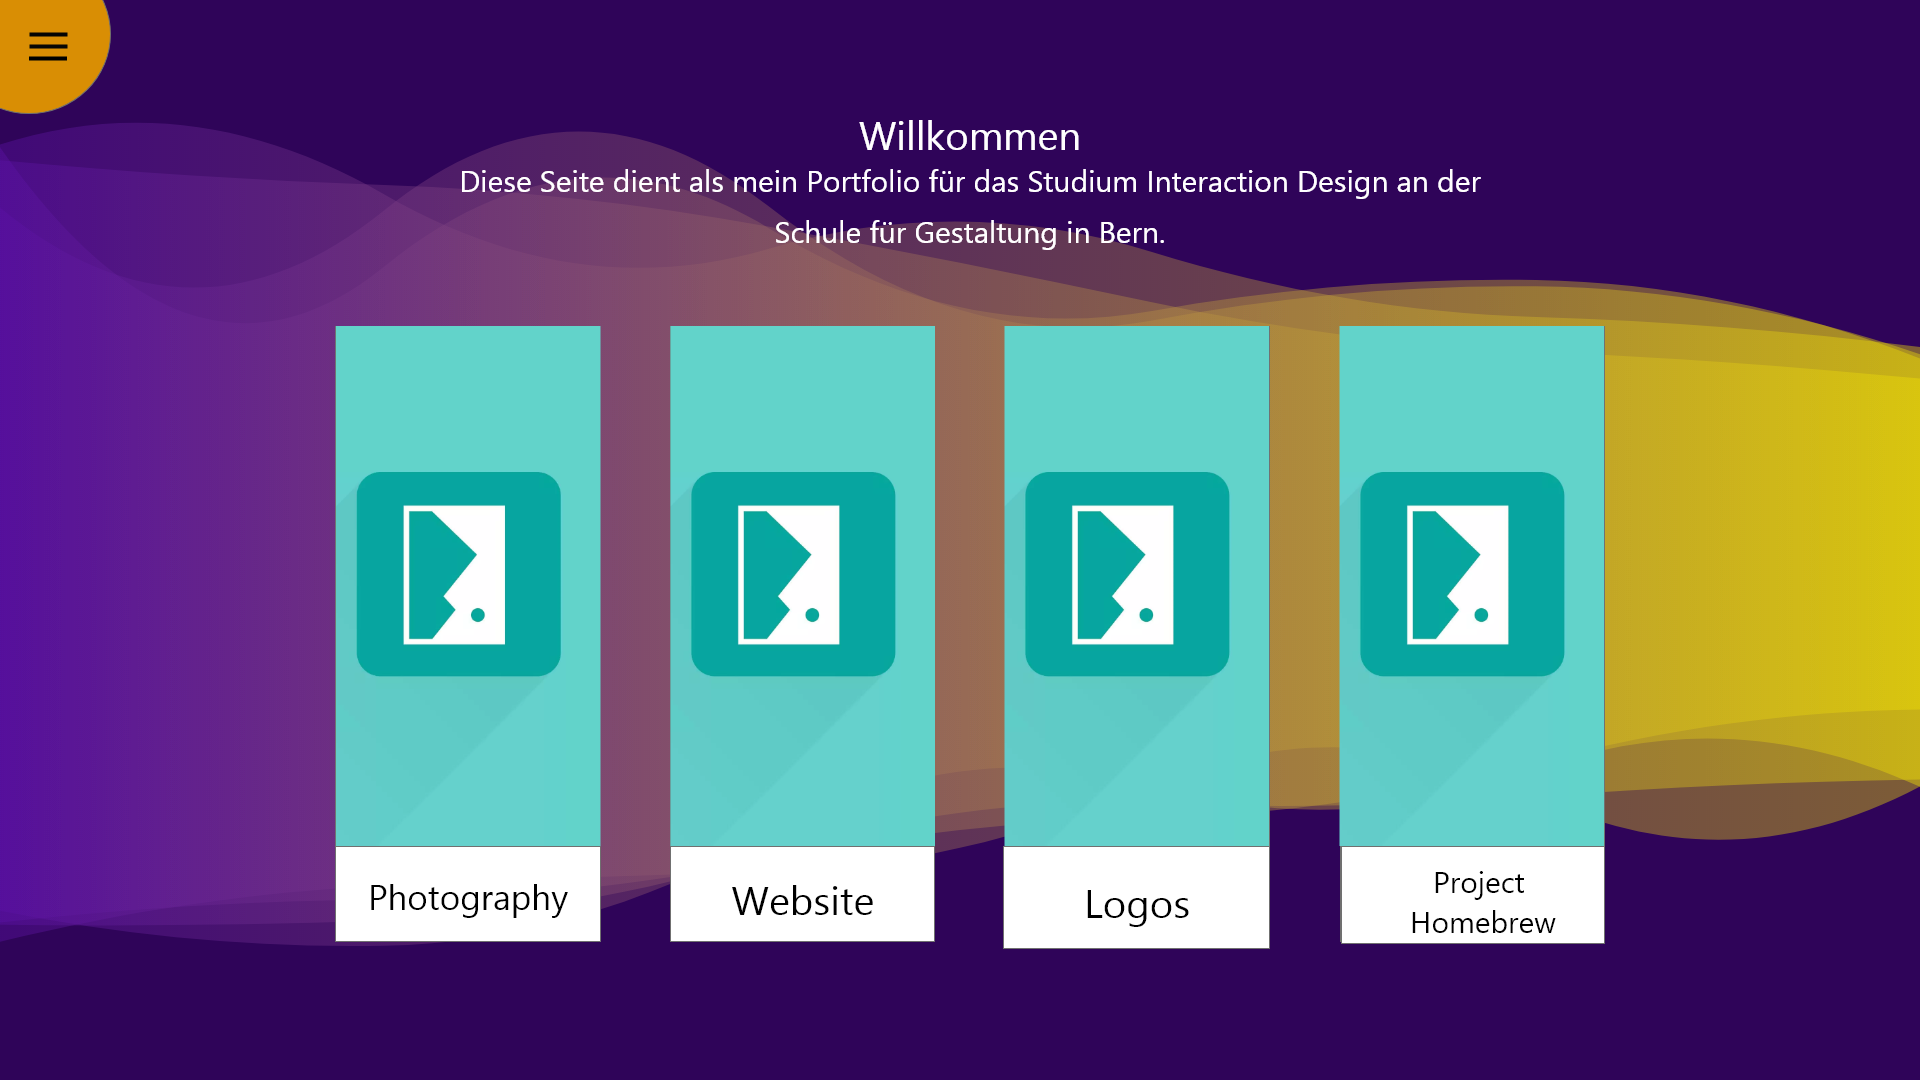 Willkommen
Diese Seite dient als mein Portfolio für das Studium Interaction Design an der
Schule für Gestaltung in Bern.
Photography
Website
Logos
Project
Homebrew